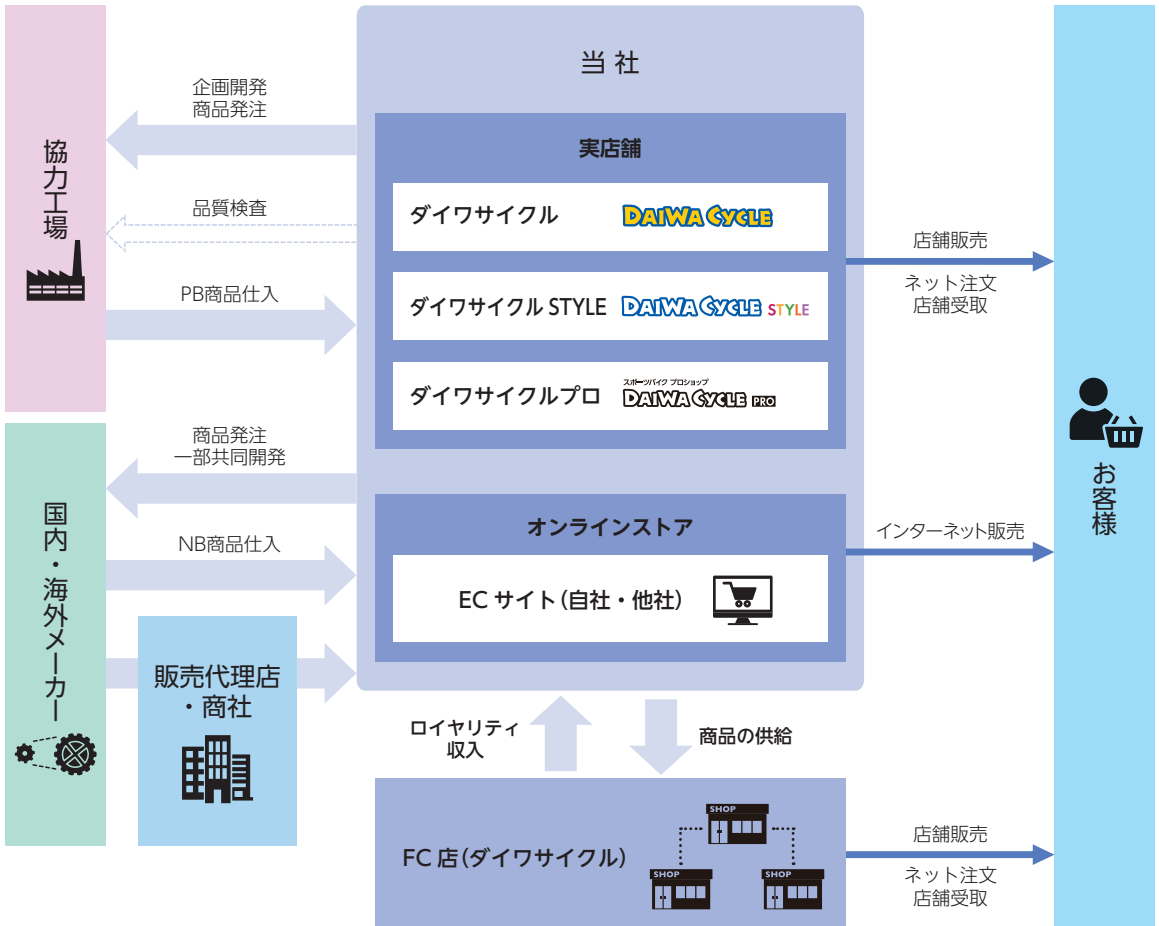 当社
協力工場
企画開発
商品発注
品質検査
PB商品仕入
実店舗
ダイワサイクル
DAIWA CYCLE
ダイワサイクル STYLE
DAIWA CYCLE STYLE
ダイワサイクルプロ
スポーツバイク プロショップ
DAIWA CYCLE PRO
店舗販売
ネット注文
店舗受取
お客様
国内・海外メーカー
商品発注
一部共同開発
NB商品仕入
販売代理店
・商社
オンラインストア
EC サイト(自社・他社)
インターネット販売
ロイヤリティ
収入
商品の供給
FC 店(ダイワサイクル)
SHOP
SHOP
SHOP
店舗販売
ネット注文
店舗受取